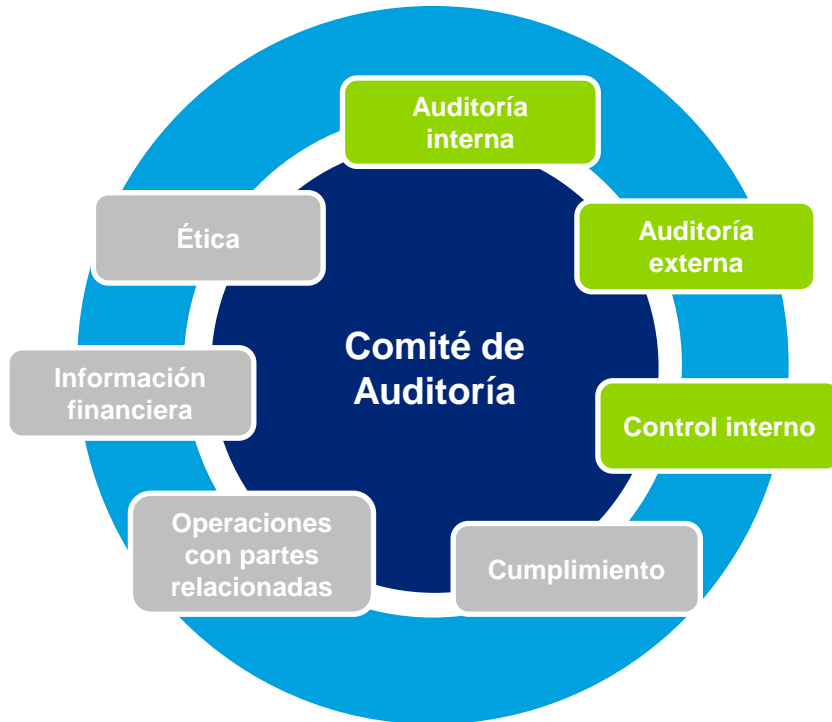 Auditoría
interna
Ética
Auditoría
externa
Comité de
Auditoría
Información
financiera
Control interno
Operaciones
con partes
relacionadas
Cumplimiento